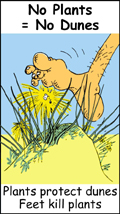 No Plants
= No Dunes
Plants protect dunes
Feet kill plants